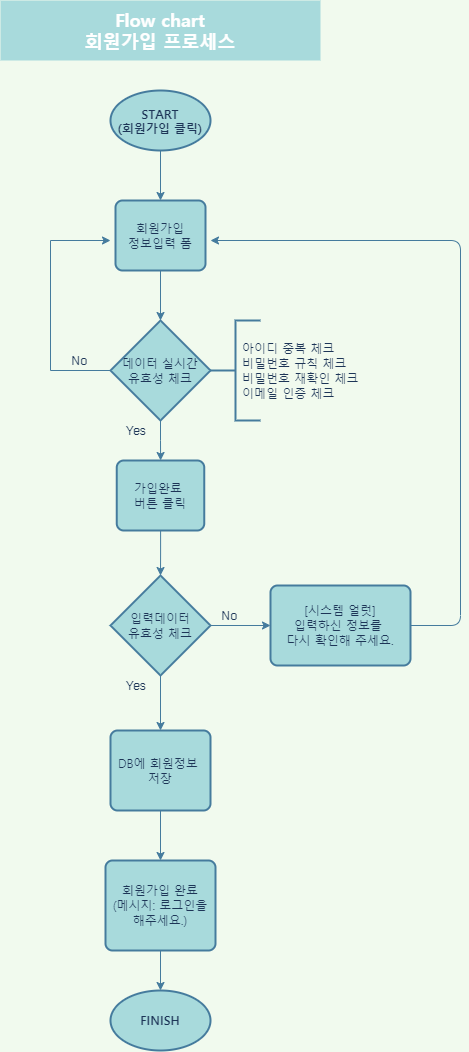 Flow chart
회원가입 프로세스
START
(회원가입 클릭)
회원가입
정보입력 폼
데이터 실시간
유효성 체크
No
아이디 중복 체크
비밀번호 규칙 체크
비밀번호 재확인 체크
이메일 인증 체크
Yes
가입완료
버튼 클릭
입력데이터
유효성 체크
No
[시스템 얼럿]
입력하신 정보를
다시 확인해 주세요.
Yes
DB에 회원정보
저장
회원가입 완료
(메시지: 로그인을
해주세요.)
FINISH